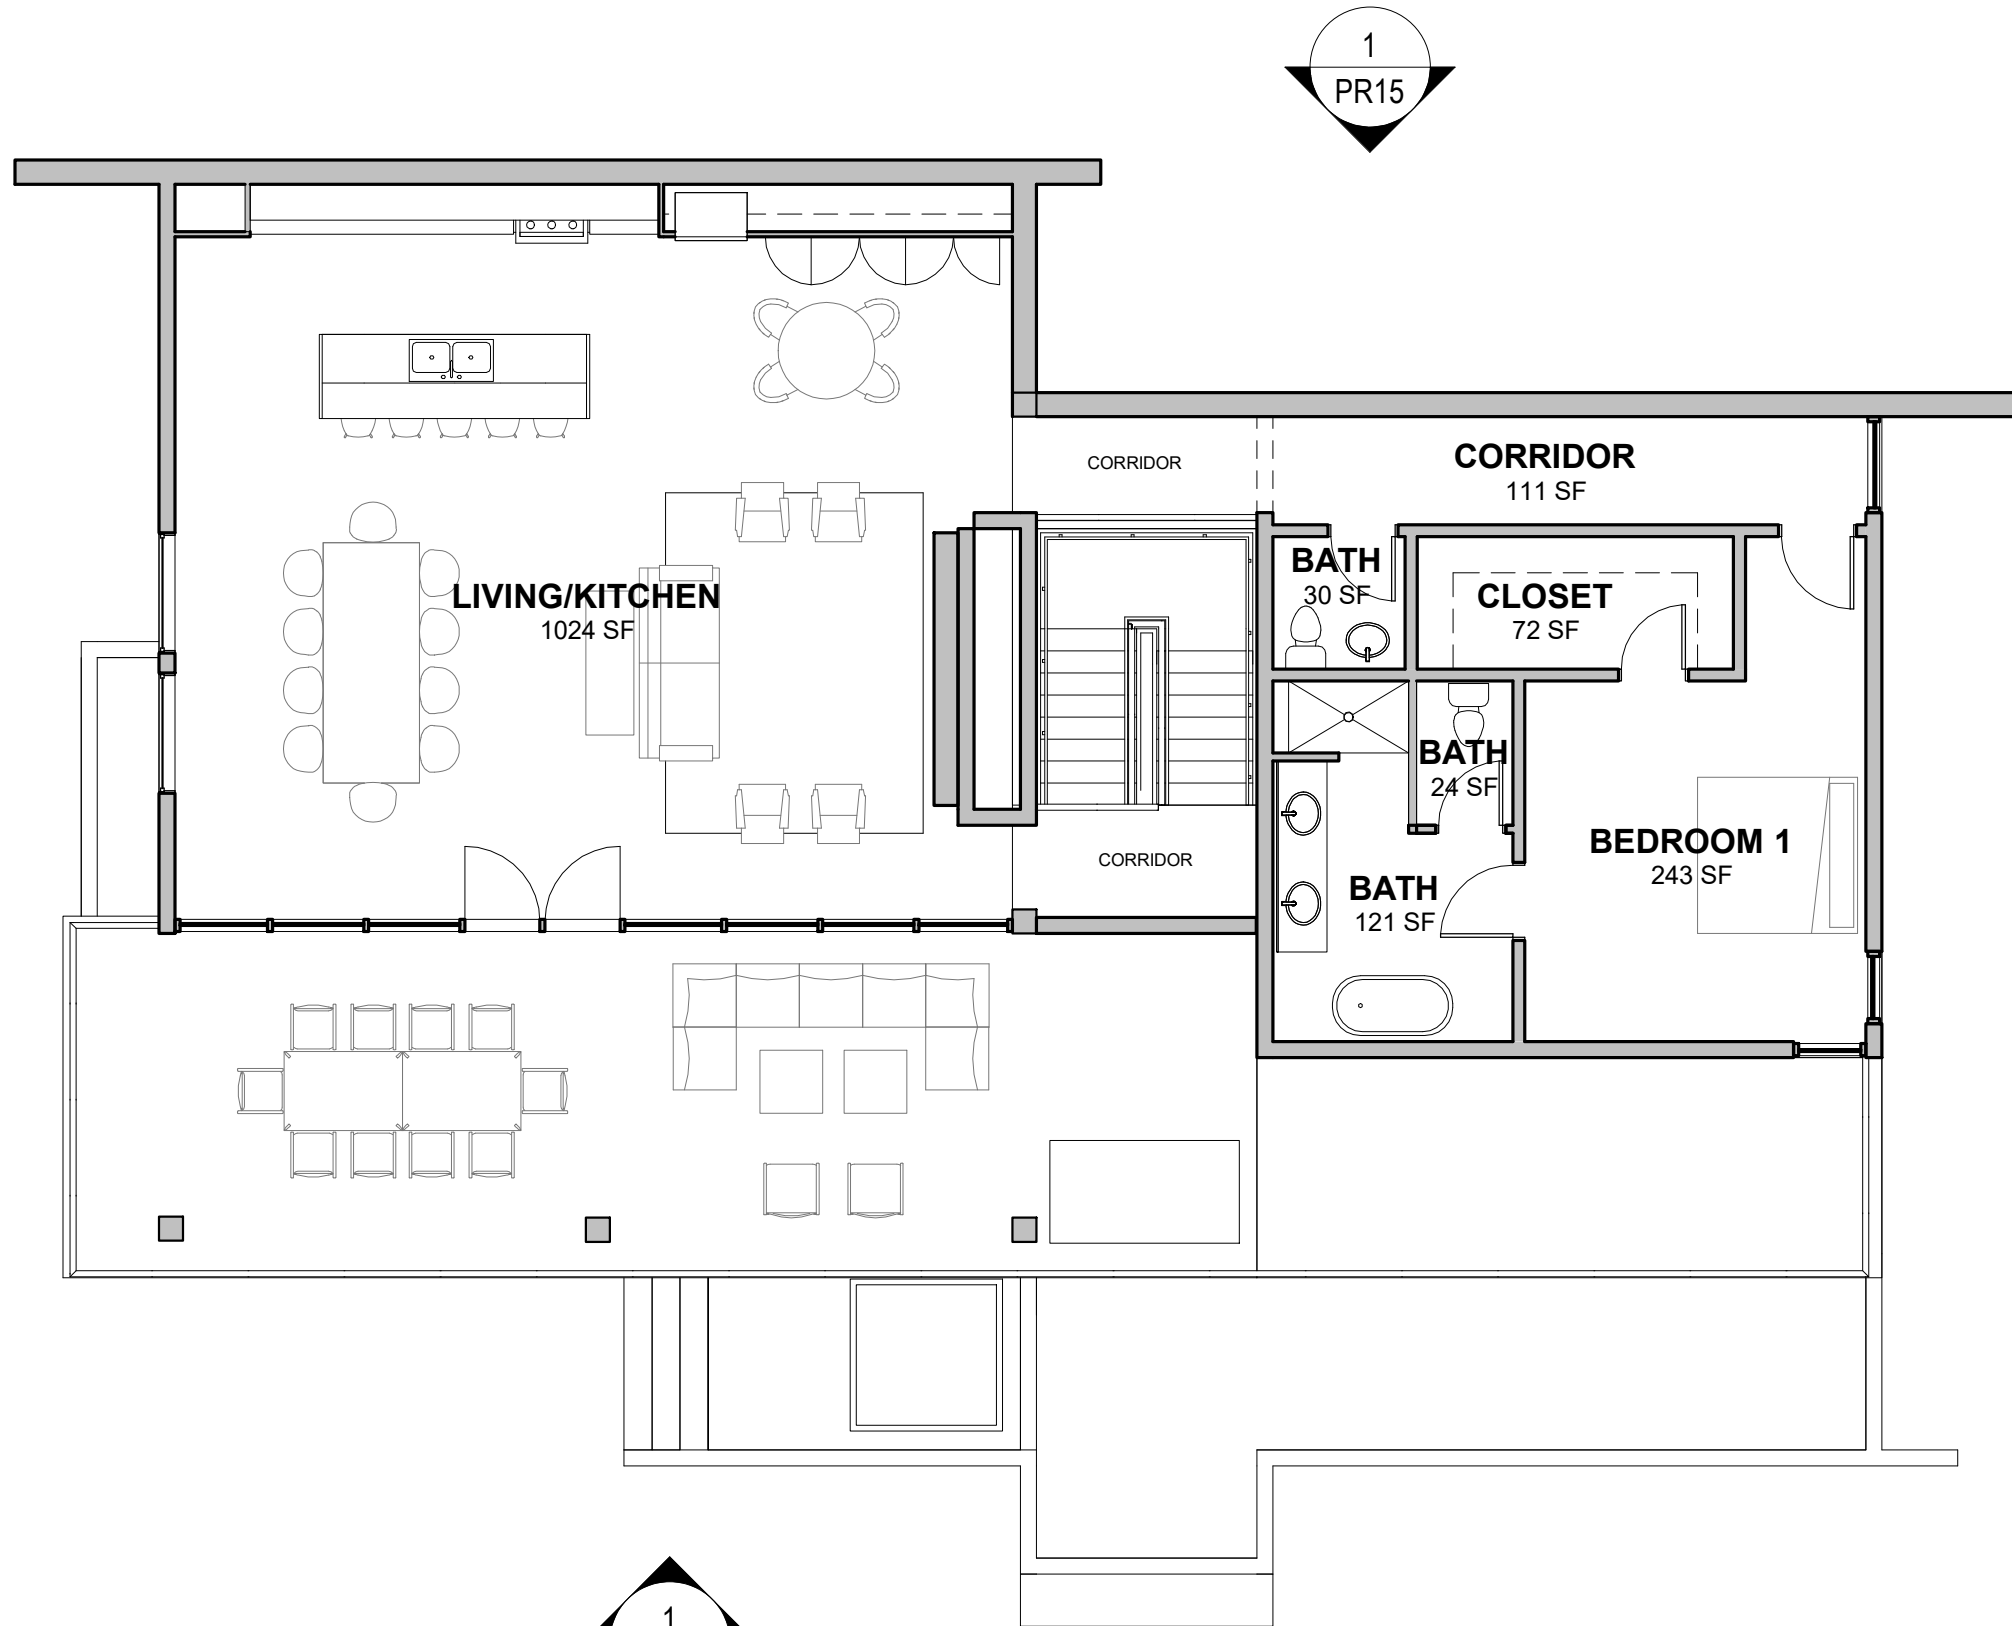 1
PR15
CORRIDOR
CORRIDOR
111 SF
BATH
30 SF
CLOSET
72 SF
LIVING/KITCHEN
1024 SF
BATH
24 SF
BEDROOM 1
243 SF
CORRIDOR
BATH
121 SF
1